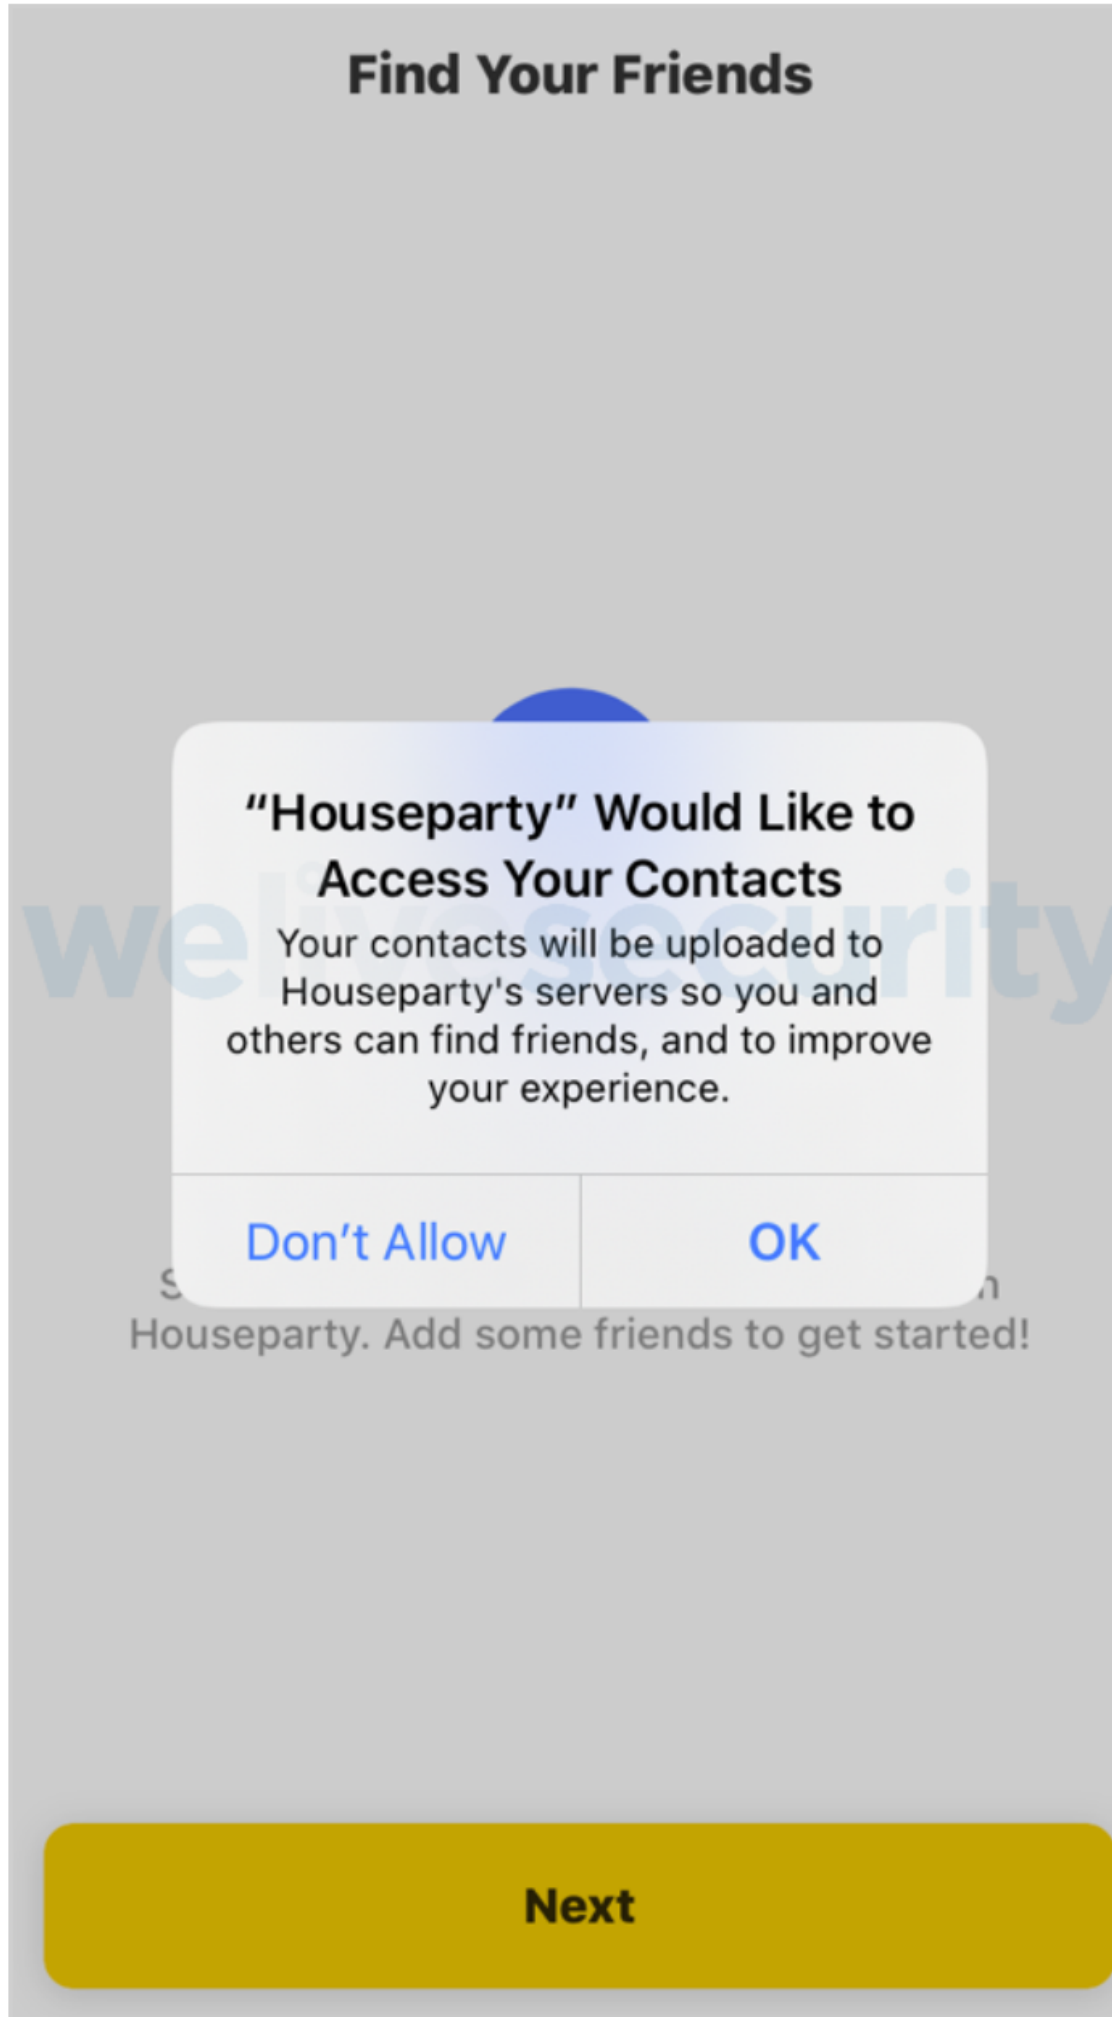 Find Your Friends
“Houseparty” Would Like to
Access Your Contacts
Your contacts will be uploaded to
Houseparty's servers so you and
others can find friends, and to improve
your experience.
welivesecurity
Don’t Allow
OK
Houseparty. Add some friends to get started!
Next